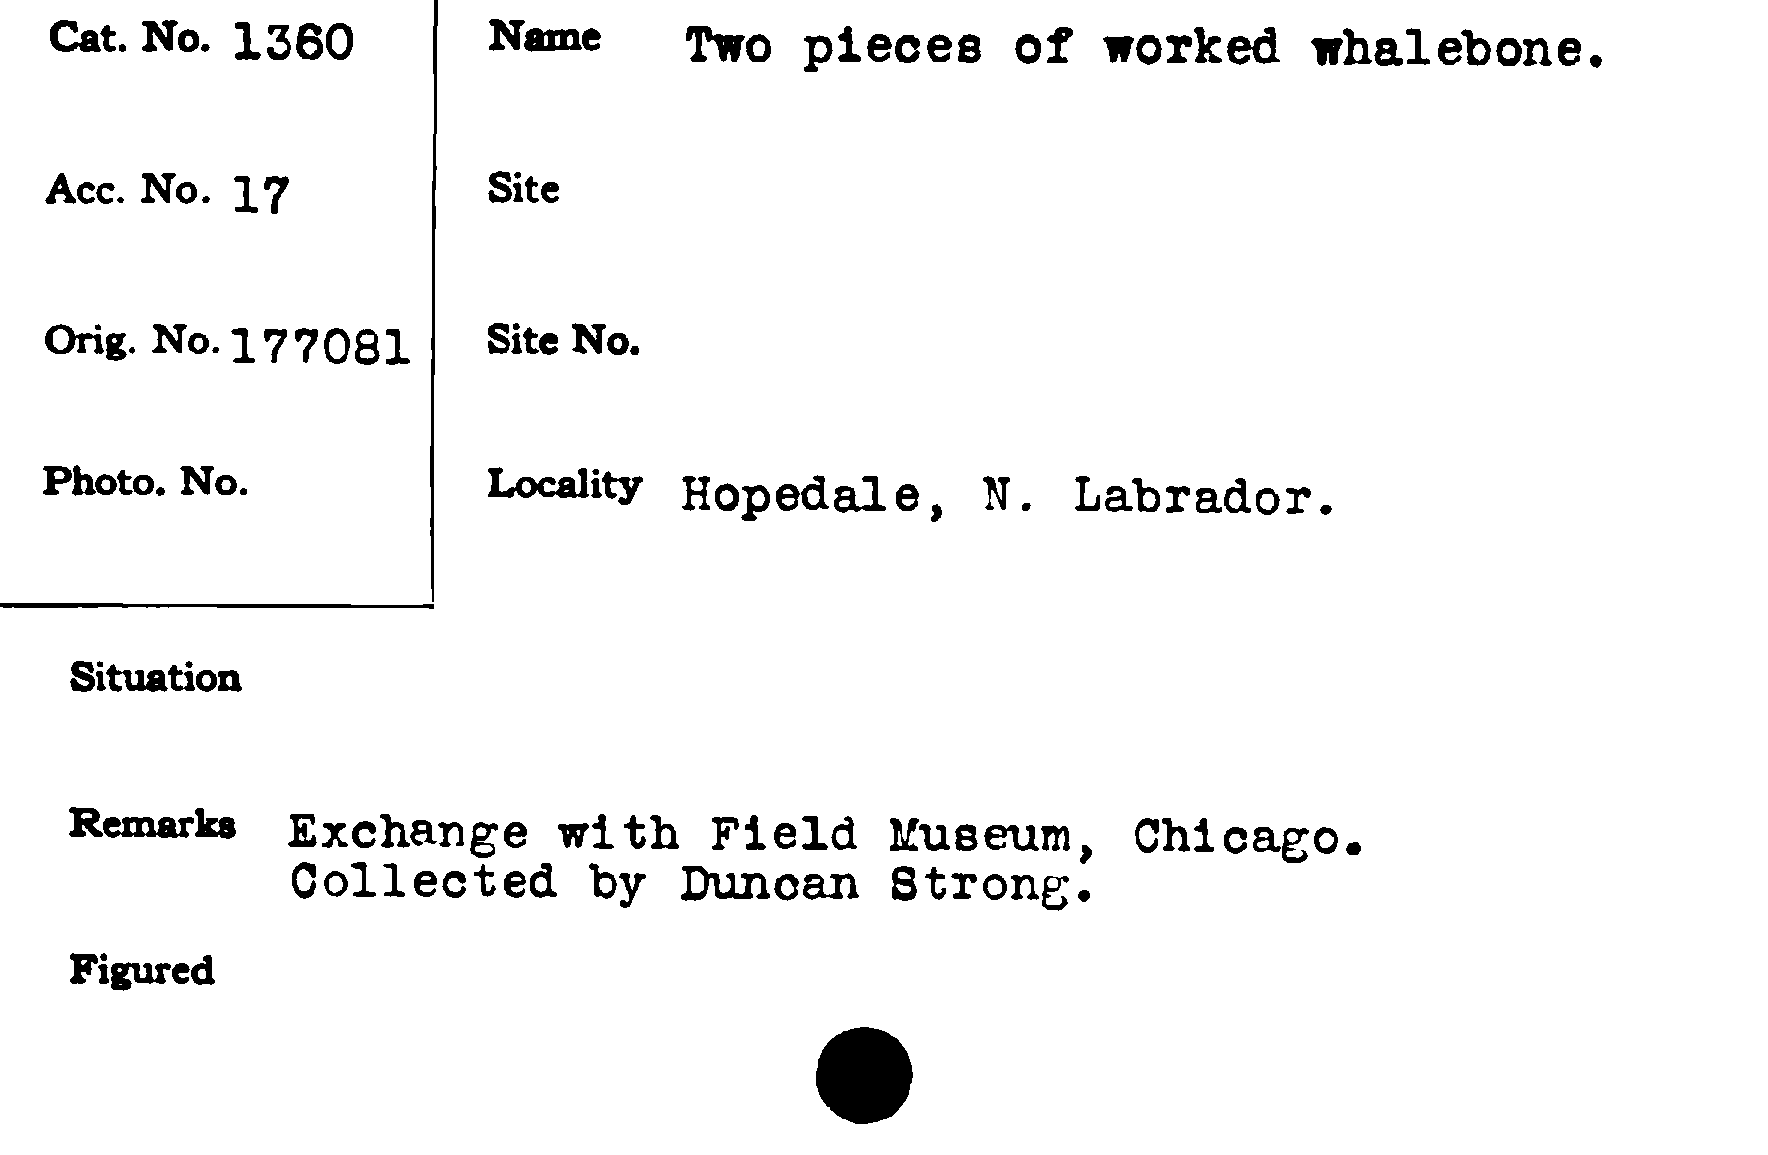 Cat. No. 1360
Name Two pieces of worked whalebone.
Acc. No. 17
Site
Orig. No. 177081
Site No.
Photo. No.
Locality Hopedale, N. Labrador.
Situation
Remarks Exchange with Field Museum, Chicago.
Collected by Duncan Strong.
Figured